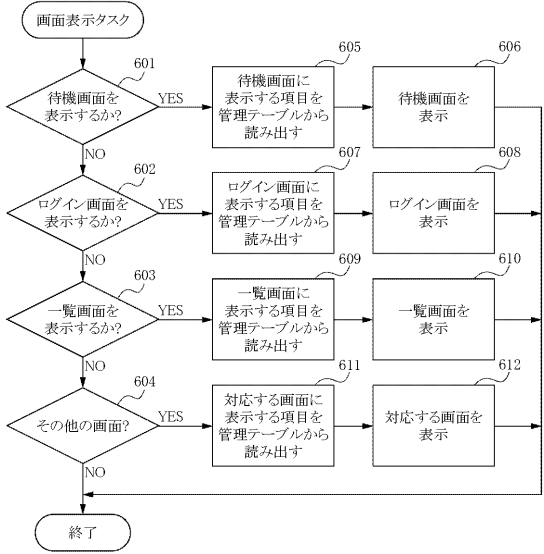 画面表示タスク
601
待機画面を
表示するか?
YES
NO
605
待機画面に
表示する項目を
管理テーブルから
読み出す
606
待機画面を
表示
602
ログイン画面を
表示するか?
YES
NO
607
ログイン画面に
表示する項目を
管理テーブルから
読み出す
608
ログイン画面を
表示
603
一覧画面を
表示するか?
YES
NO
609
一覧画面に
表示する項目を
管理テーブルから
読み出す
610
一覧画面を
表示
604
その他の画面?
YES
NO
611
対応する画面に
表示する項目を
管理テーブルから
読み出す
612
対応する画面を
表示
終了